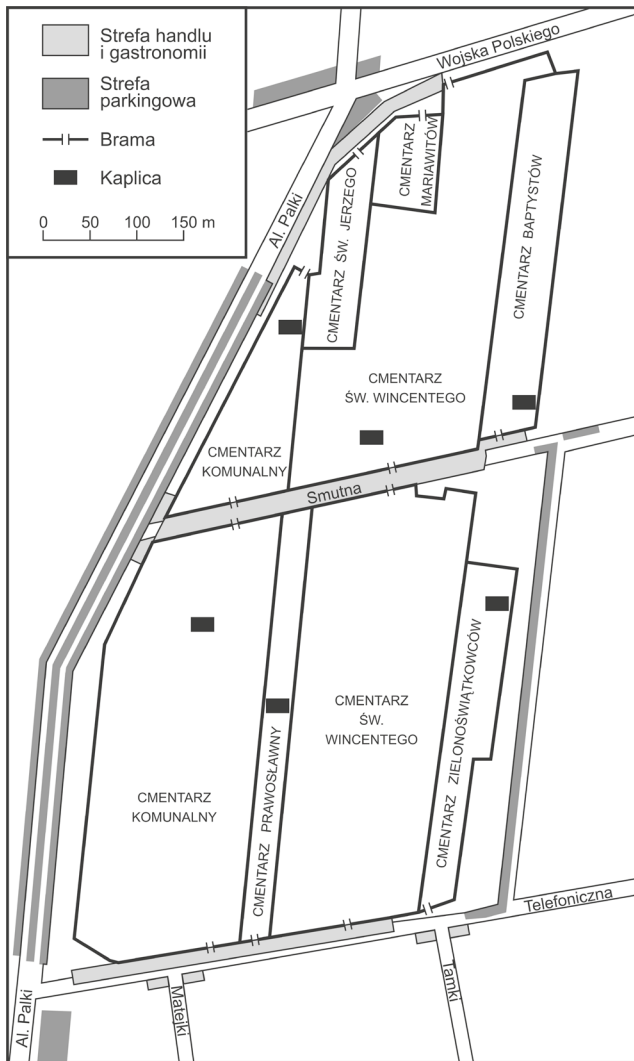 Strefa handlu
i gastronomii
Strefa
parkingowa
Brama
Kaplica
0 50 100 150 m
Wojska Polskiego
Al. Palki
CMENTARZ
MARIAWITÓW
CMENTARZ ŚW. JERZEGO
CMENTARZ BAPTYSTÓW
CMENTARZ
ŚW. WINCENTEGO
CMENTARZ
KOMUNALNY
Smutna
CMENTARZ
ŚW.
WINCENTEGO
CMENTARZ ZIELONOŚWIĄTKOWCÓW
CMENTARZ PRAWOSŁAWNY
CMENTARZ
KOMUNALNY
Telefoniczna
Al. Palki
Matejki
Tamki